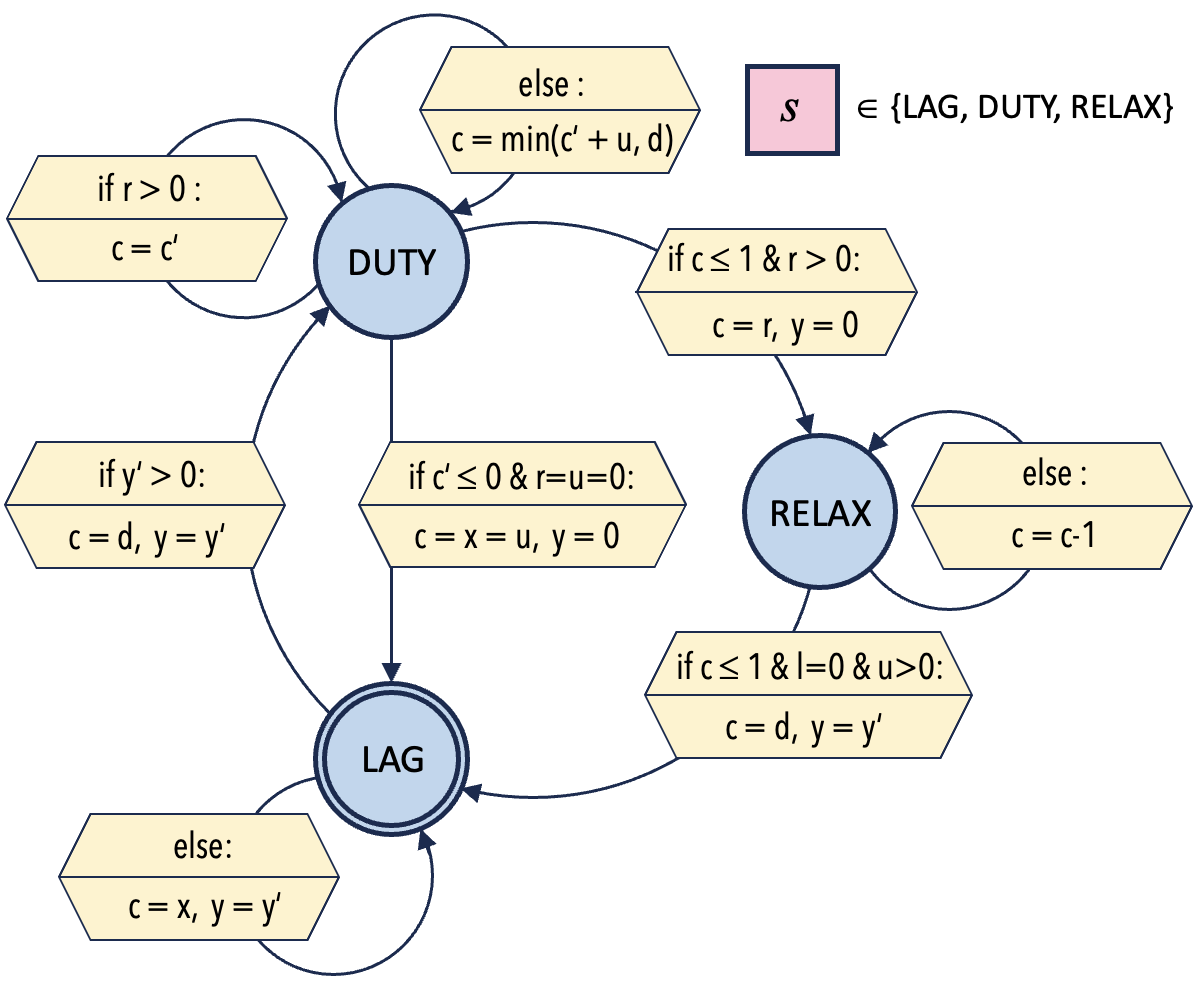 else :
c = min(c' + u, d)
s ∈ {LAG, DUTY, RELAX}
if r > 0 :
c = c'
DUTY
if c ≤ 1 & r > 0:
c = r, y = 0
if y' > 0:
c = d, y = y'
if c' ≤ 0 & r=u=0:
c = x = u, y = 0
RELAX
else :
c = c-1
if c ≤ 1 & l=0 & u>0:
c = d, y = y'
LAG
else:
c = x, y = y'